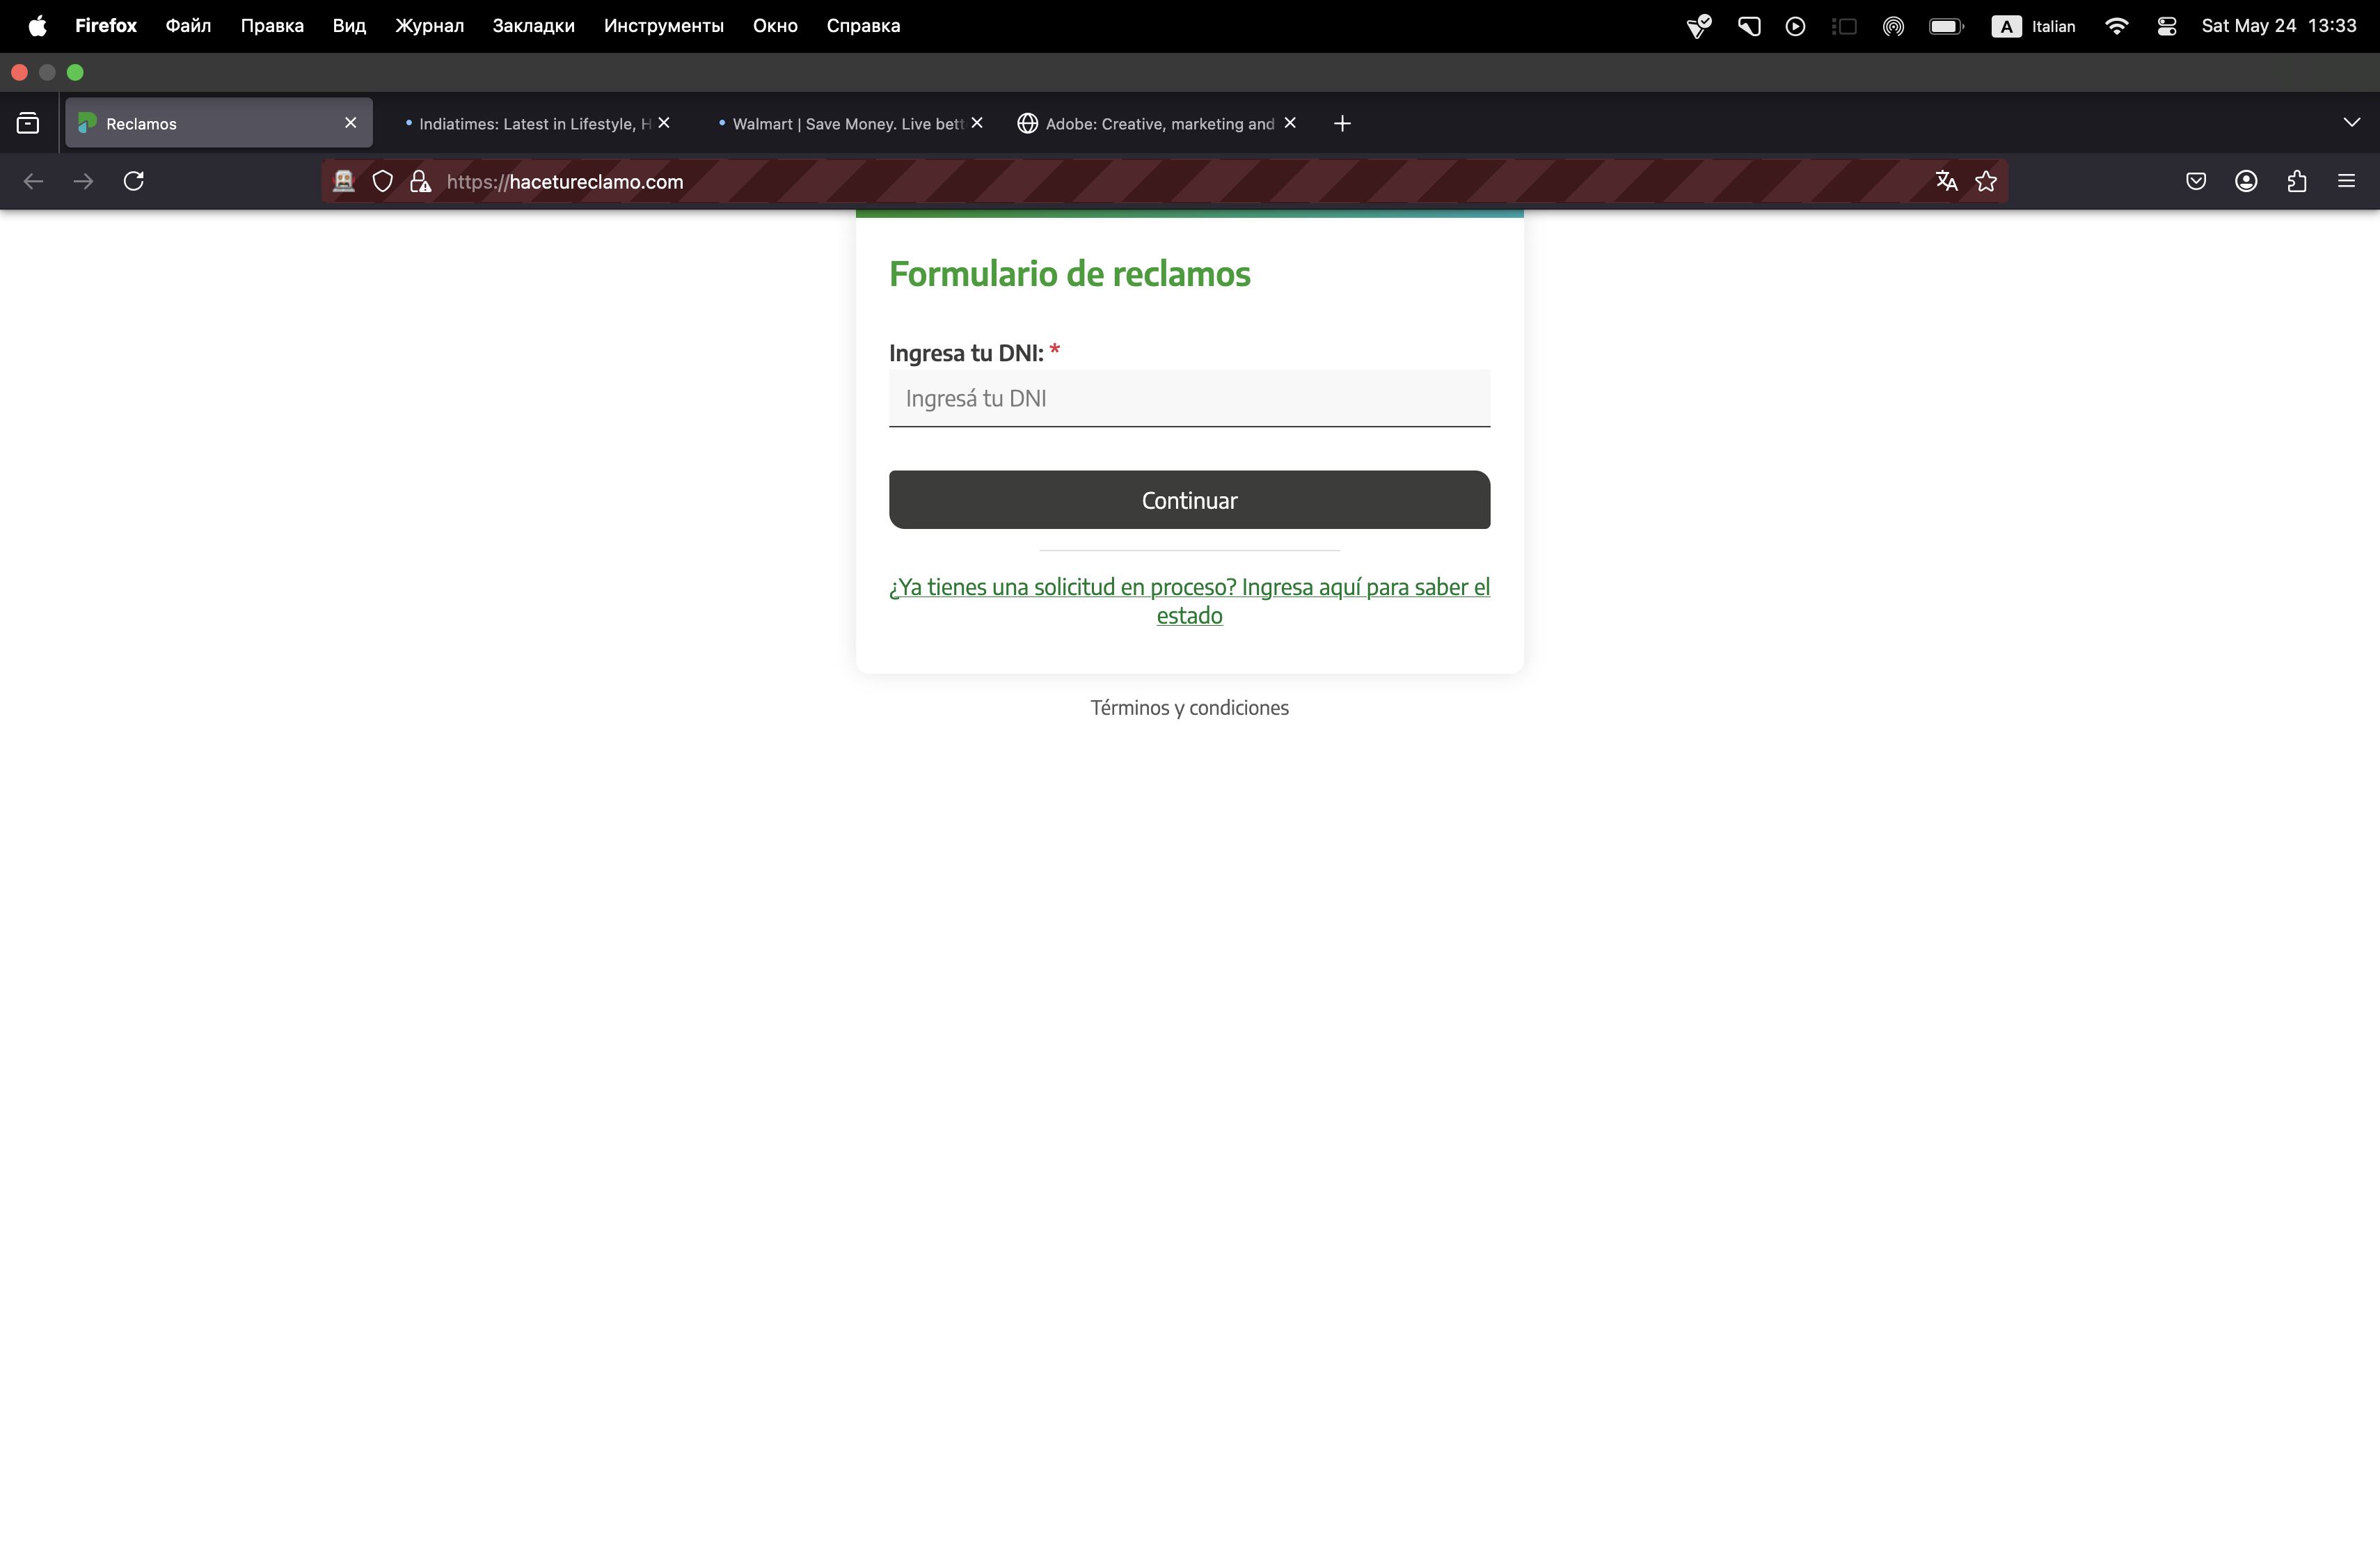 Firefox Файл Правка Вид Журнал Закладки Инструменты Окно Справка A Italian Sat May 24 13:33
Reclamos Indiatimes: Latest in Lifestyle, H Walmart | Save Money. Live bett Adobe: Creative, marketing and
https://hacetureclamo.com
Formulario de reclamos
Ingresa tu DNI: *
Ingresá tu DNI
Continuar
¿Ya tienes una solicitud en proceso? Ingresa aquí para saber el
estado
Términos y condiciones